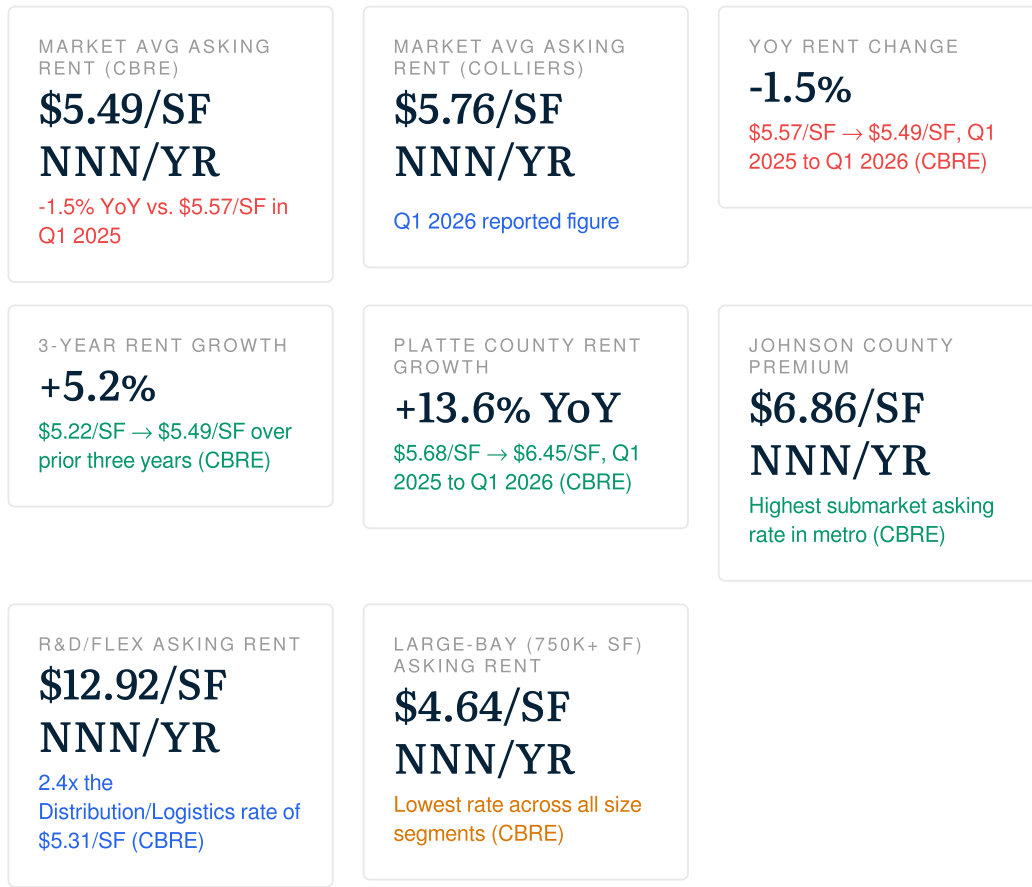 MARKET AVG ASKING
RENT (CBRE)
$5.49/SF
NNN/YR
-1.5% YoY vs. $5.57/SF in
Q1 2025
MARKET AVG ASKING
RENT (COLLIERS)
$5.76/SF
NNN/YR
Q1 2026 reported figure
YOY RENT CHANGE
-1.5%
$5.57/SF → $5.49/SF, Q1
2025 to Q1 2026 (CBRE)
3-YEAR RENT GROWTH
+5.2%
$5.22/SF → $5.49/SF over
prior three years (CBRE)
PLATTE COUNTY RENT
GROWTH
+13.6% YoY
$5.68/SF → $6.45/SF, Q1
2025 to Q1 2026 (CBRE)
JOHNSON COUNTY
PREMIUM
$6.86/SF
NNN/YR
Highest submarket asking
rate in metro (CBRE)
R&D/FLEX ASKING RENT
$12.92/SF
NNN/YR
2.4x the
Distribution/Logistics rate of
$5.31/SF (CBRE)
LARGE-BAY (750K+ SF)
ASKING RENT
$4.64/SF
NNN/YR
Lowest rate across all size
segments (CBRE)